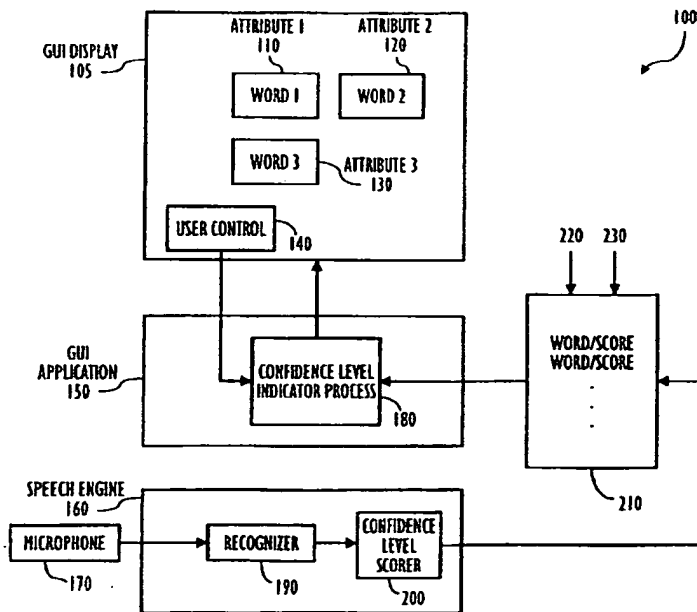 ATTRIBUTE 1 ATTRIBUTE 2
110 120
100
GUI DISPLAY
105
WORD 1 WORD 2
WORD 3
ATTRIBUTE 3
130
USER CONTROL
140
220 230
GUI
APPLICATION
150
CONFIDENCE LEVEL
INDICATOR PROCESS
180
WORD/SCORE
WORD/SCORE
.
.
.
210
SPEECH ENGINE
160
MICROPHONE
170
RECOGNIZER
190
CONFIDENCE
LEVEL
SCORER
200